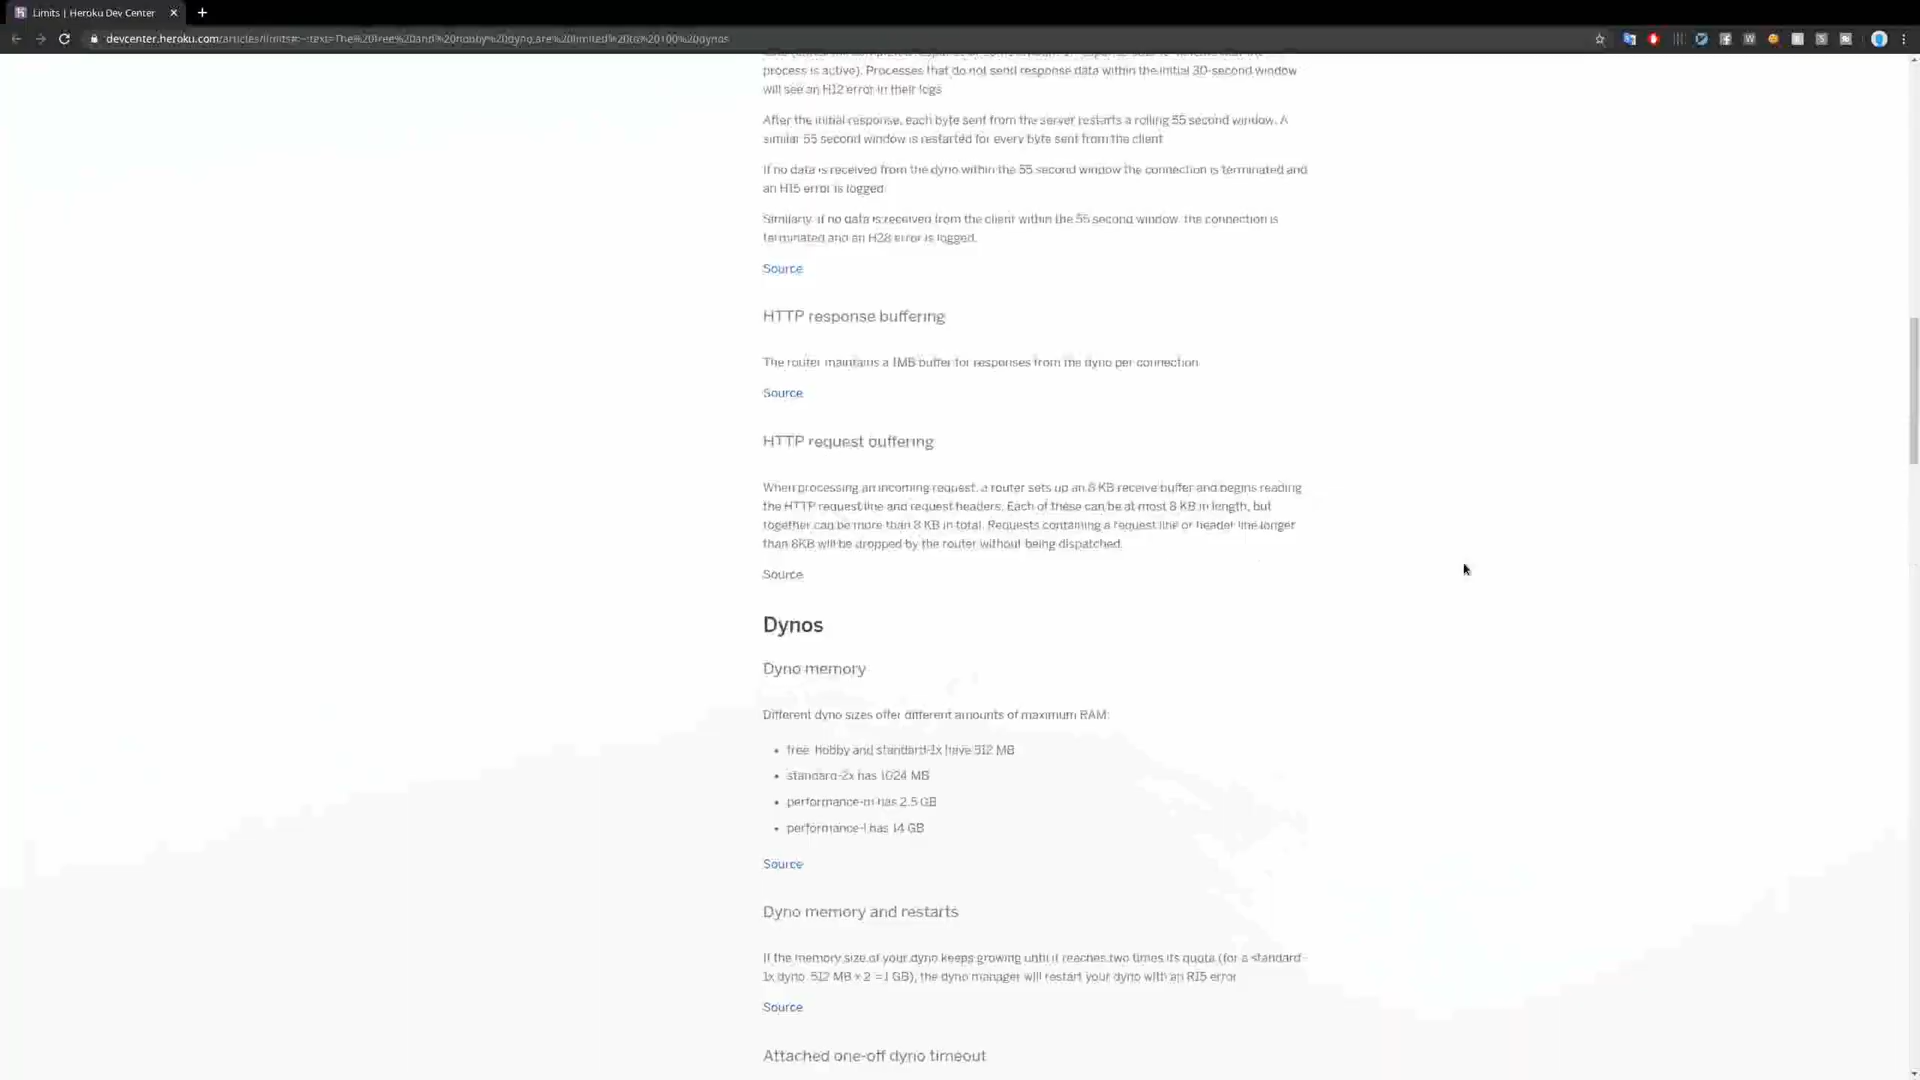 Limits | Heroku Dev Center
devcenter.heroku.com/articles/limits#:~:text=The%20free%20and%20hobby%20dyno,are%20limited%20to%20100%20dynos
process is active). Processes that do not send response data within the initial 30-second window
will see an H12 error in their logs
After the initial response, each byte sent from the server restarts a rolling 55 second window. A
similar 55 second window is restarted for every byte sent from the client
If no data is received from the dyno within the 55 second window the connection is terminated and
an H15 error is logged
Similarly, if no data is received from the client within the 55 second window, the connection is
terminated and an H28 error is logged.
Source
HTTP response buffering
The router maintains a 1MB buffer for responses from the dyno per connection
Source
HTTP request buffering
When processing an incoming request, a router sets up an 8 KB receive buffer and begins reading
the HTTP request line and request headers. Each of these can be at most 8 KB in length, but
together can be more than 8 KB in total. Requests containing a request line or header line longer
than 8KB will be dropped by the router without being dispatched.
Source
Dynos
Dyno memory
Different dyno sizes offer different amounts of maximum RAM:
• free, hobby and standard-1x have 512 MB
• standard-2x has 1024 MB
• performance-m has 2.5 GB
• performance-l has 14 GB
Source
Dyno memory and restarts
If the memory size of your dyno keeps growing until it reaches two times its quota (for a standard-
1x dyno, 512 MB x 2 = 1 GB), the dyno manager will restart your dyno with an R15 error
Source
Attached one-off dyno timeout